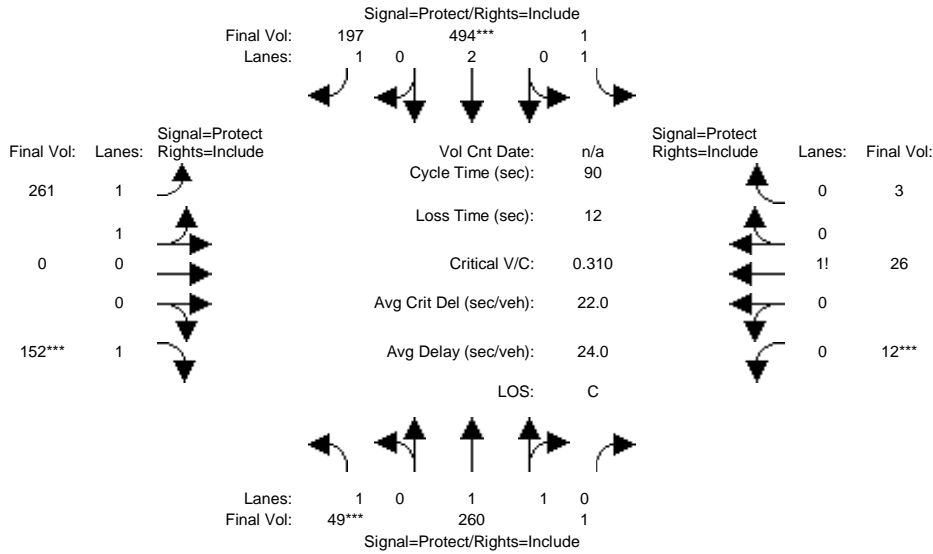 Signal=Protect/Rights=Include
Final Vol: 197 494*** 1
Lanes: 1 0 2 0 1
Signal=Protect
Final Vol: Lanes: Rights=Include
Vol Cnt Date: n/a
Signal=Protect
Rights=Include Lanes: Final Vol:
Cycle Time (sec): 90
261 1
0 3
Loss Time (sec): 12
1
0
0 0
Critical V/C: 0.310
1! 26
0
Avg Crit Del (sec/veh): 22.0
0
152*** 1
Avg Delay (sec/veh): 24.0
0 12***
LOS: C
Lanes: 1 0 1 1 0
Final Vol: 49*** 260 1
Signal=Protect/Rights=Include